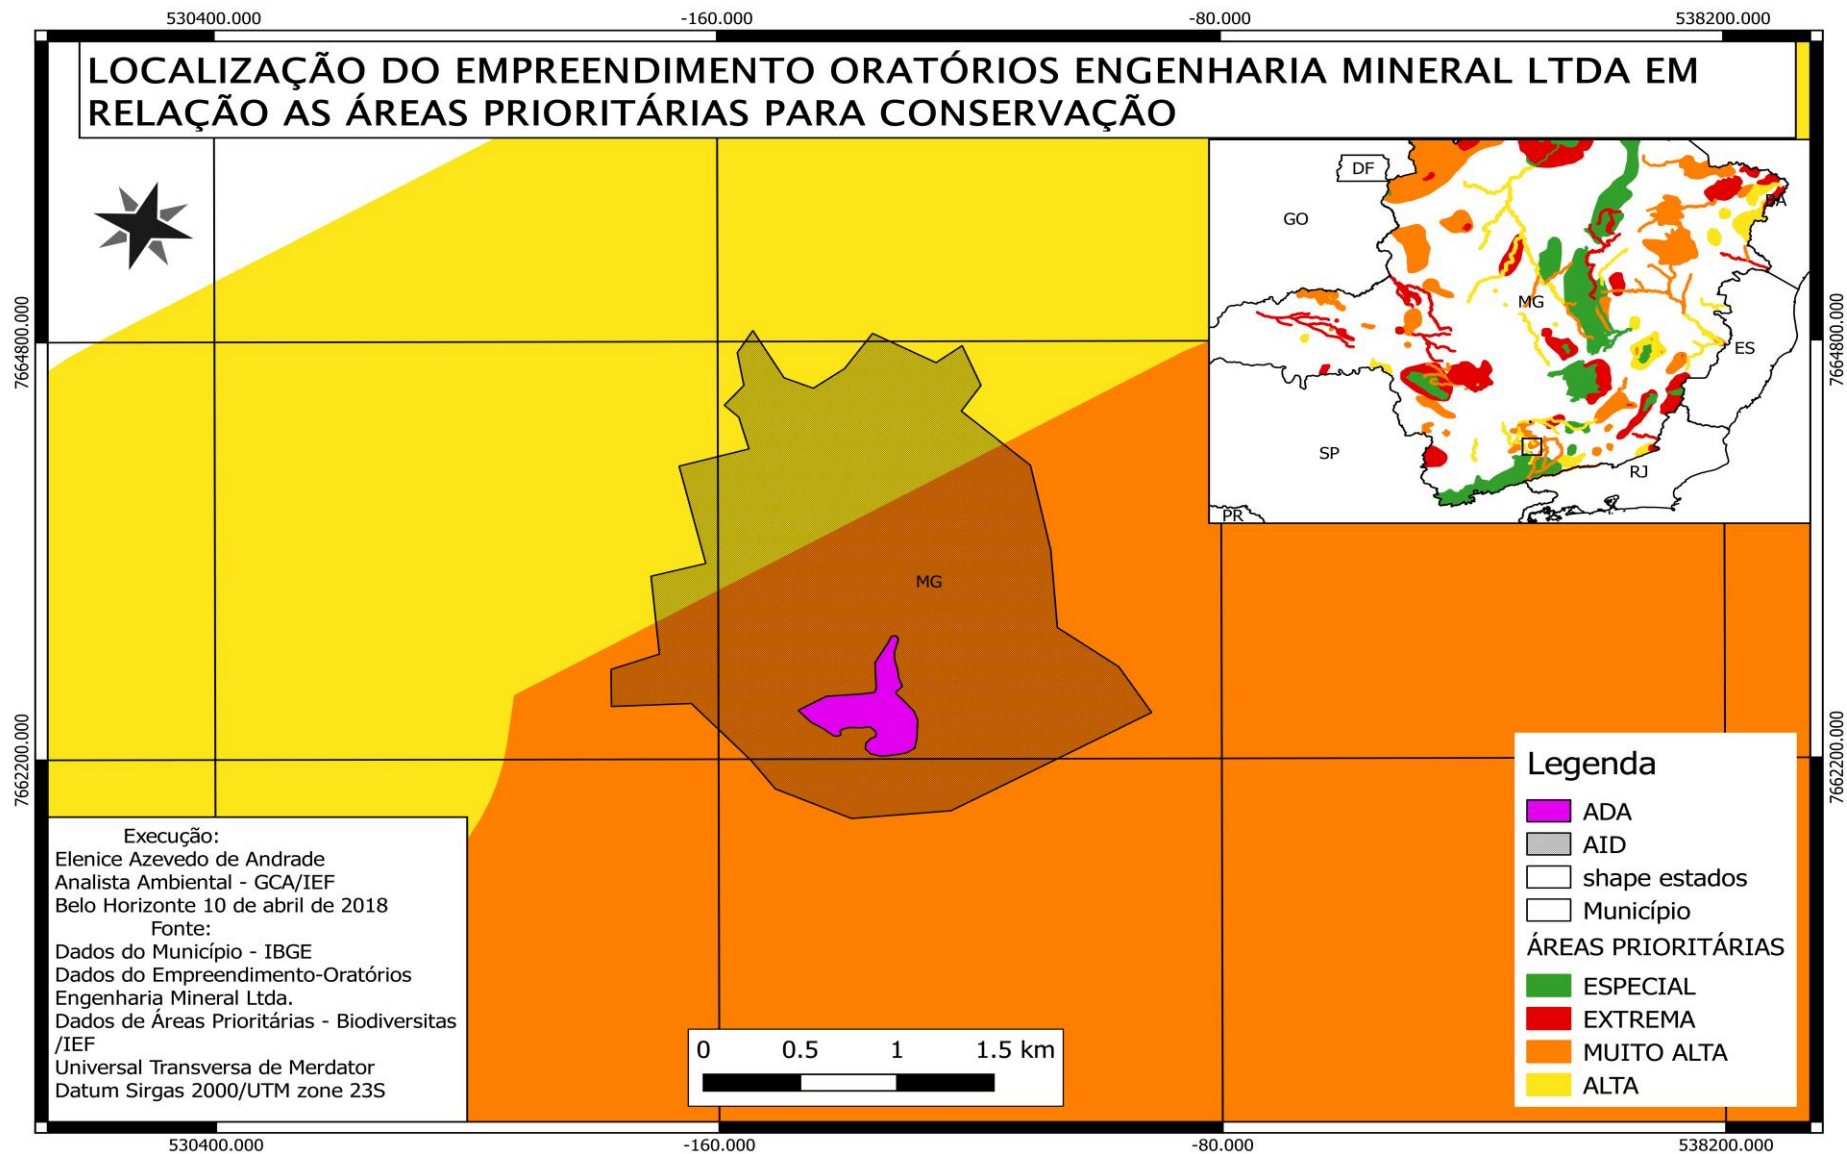 530400.000
-160.000
-80.000
538200.000
LOCALIZAÇÃO DO EMPREENDIMENTO ORATÓRIOS ENGENHARIA MINERAL LTDA EM
RELAÇÃO AS ÁREAS PRIORITÁRIAS PARA CONSERVAÇÃO
DF
GO
BA
MG
ES
SP
RJ
PR
7664800.000
7664800.000
MG
7662200.000
7662200.000
Execução:
Elenice Azevedo de Andrade
Analista Ambiental - GCA/IEF
Belo Horizonte 10 de abril de 2018
Fonte:
Dados do Município - IBGE
Dados do Empreendimento-Oratórios
Engenharia Mineral Ltda.
Dados de Áreas Prioritárias - Biodiversitas
/IEF
Universal Transversa de Merdator
Datum Sirgas 2000/UTM zone 23S
0 0.5 1 1.5 km
Legenda
ADA
AID
shape estados
Município
ÁREAS PRIORITÁRIAS
ESPECIAL
EXTREMA
MUITO ALTA
ALTA
530400.000
-160.000
-80.000
538200.000